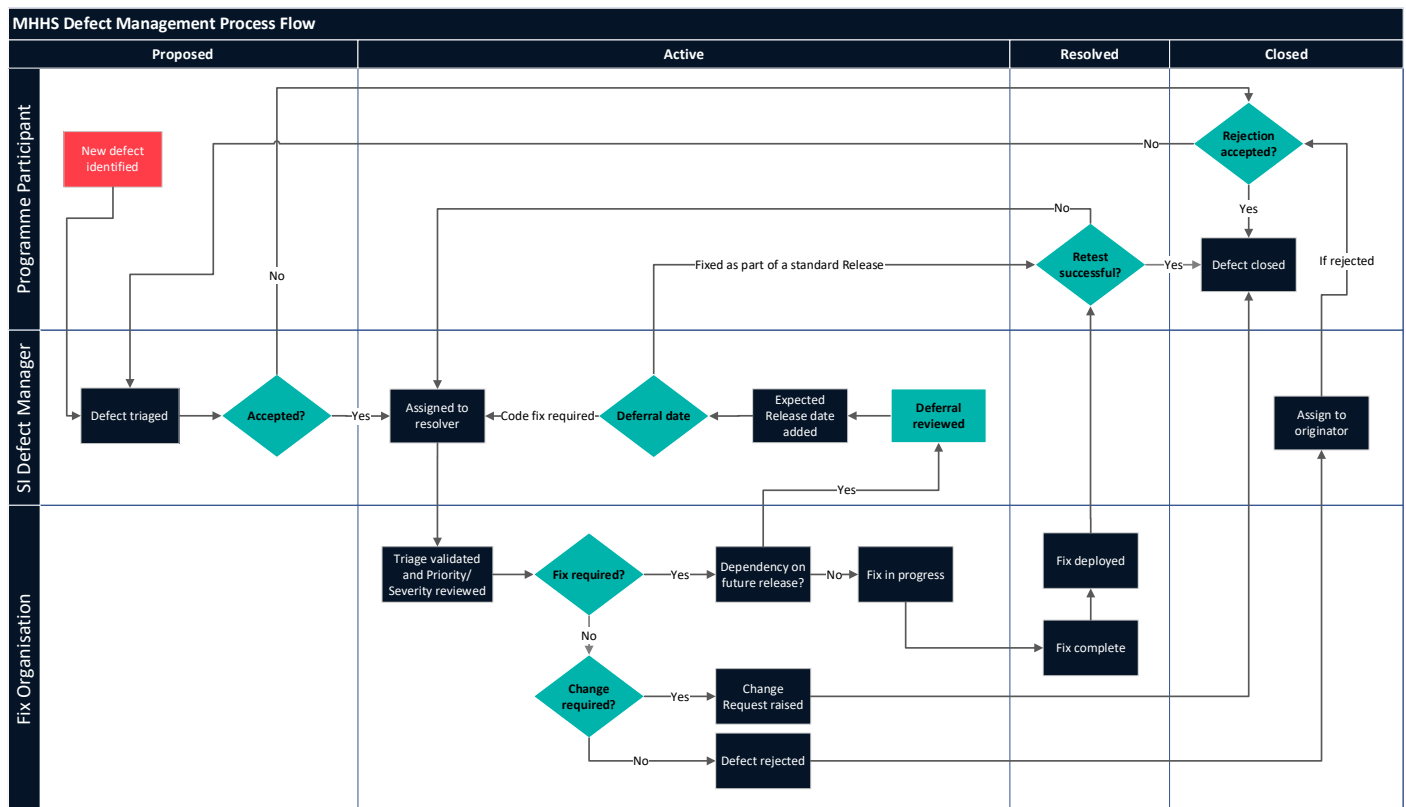 MHHS Defect Management Process Flow
Proposed
Active
Resolved
Closed
Programme Participant
New defect
identified
No
Rejection
accepted?
No
Yes
No
Fixed as part of a standard Release
Retest
successful?
Yes
Defect closed
If rejected
SI Defect Manager
Defect triaged
Accepted?
Yes
Assigned to
resolver
Code fix required
Deferral date
Expected
Release date
added
Deferral
reviewed
Assign to
originator
Yes
Fix Organisation
Triage validated
and Priority/
Severity reviewed
Fix required?
Yes
Dependency on
future release?
No
Fix in progress
Fix deployed
No
Fix complete
Change
required?
Yes
Change
Request raised
No
Defect rejected